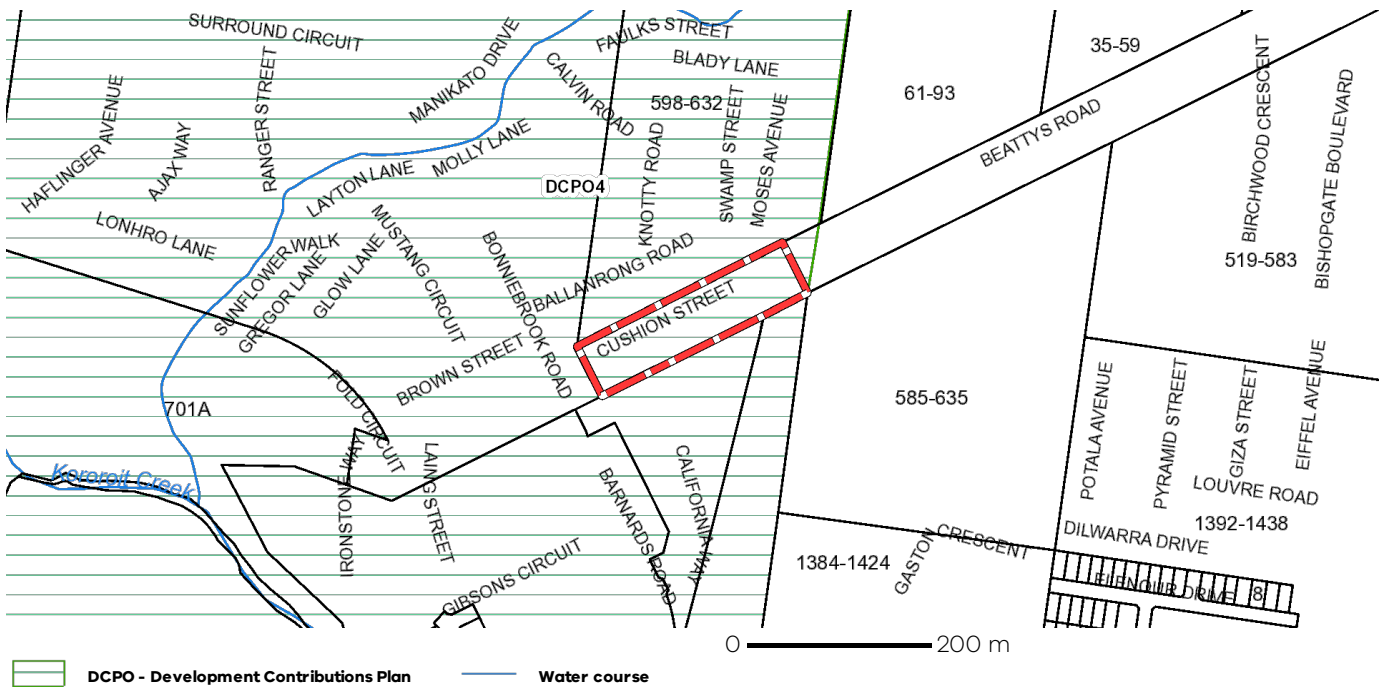 SURROUND CIRCUIT
MANIKATO DRIVE
FAULKS STREET
BLADY LANE
35-59
61-93
598-632
CALVIN ROAD
HAFLINGER AVENUE
AJAX WAY
RANGER STREET
MOLLY LANE
LAYTON LANE
DCPO4
KNOTTY ROAD
SWAMP STREET
MOSES AVENUE
BEATTYS ROAD
BIRCHWOOD CRESCENT
BISHOPGATE BOULEVARD
519-583
LONHRO LANE
SUNFLOWER WALK
GREGOR LANE
GLOW LANE
MUSTANG CIRCUIT
BONNIEBROOK ROAD
BALLANRONG ROAD
CUSHION STREET
BROWN STREET
FOLD CIRCUIT
701A
585-635
POTALA AVENUE
PYRAMID STREET
GIZA STREET
EIFFEL AVENUE
LOUVRE ROAD
1392-1438
Kororoit Creek
IRONSTONE WAY
LAING STREET
BARNARDS ROAD
CALIFORNIA WAY
GIBSONS CIRCUIT
1384-1424
GASTON CRESCENT
DILWARRA DRIVE
ELENOUR DRIVE
8
0 200 m
DCPO - Development Contributions Plan
Water course